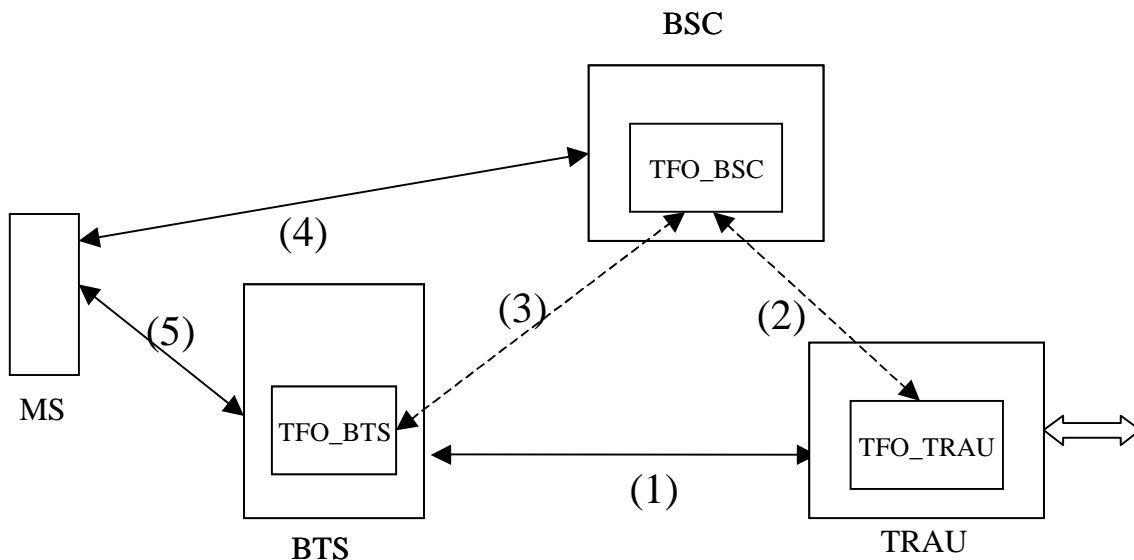 BSC
TFO_BSC
(4)
(3)
(2)
(5)
MS
TFO_BTS
TFO_TRAU
(1)
BTS
TRAU